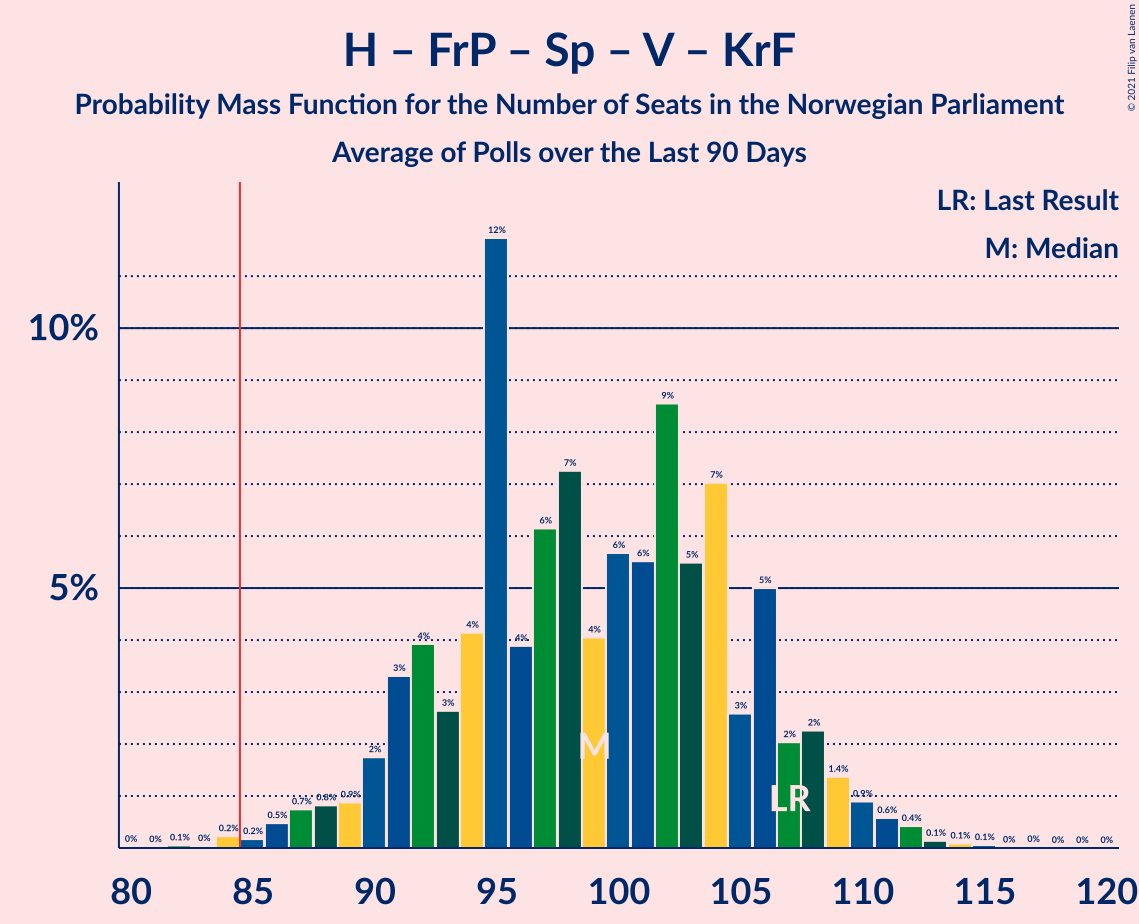 H – FrP – Sp – V – KrF
Probability Mass Function for the Number of Seats in the Norwegian Parliament
Average of Polls over the Last 90 Days
© 2021 Filip van Laenen
LR: Last Result
M: Median
10%
5%
0% 0% 0.1% 0% 0.2% 0.2% 0.5% 0.7% 0.8% 0.9% 2% 3% 4% 3% 4% 12% 4% 6% 7% 4% 6% 6% 9% 5% 7% 3% 5% 2% 2% 1.4% 0.9% 0.6% 0.4% 0.1% 0.1% 0.1% 0% 0% 0% 0% 0%
M
LR
80 85 90 95 100 105 110 115 120